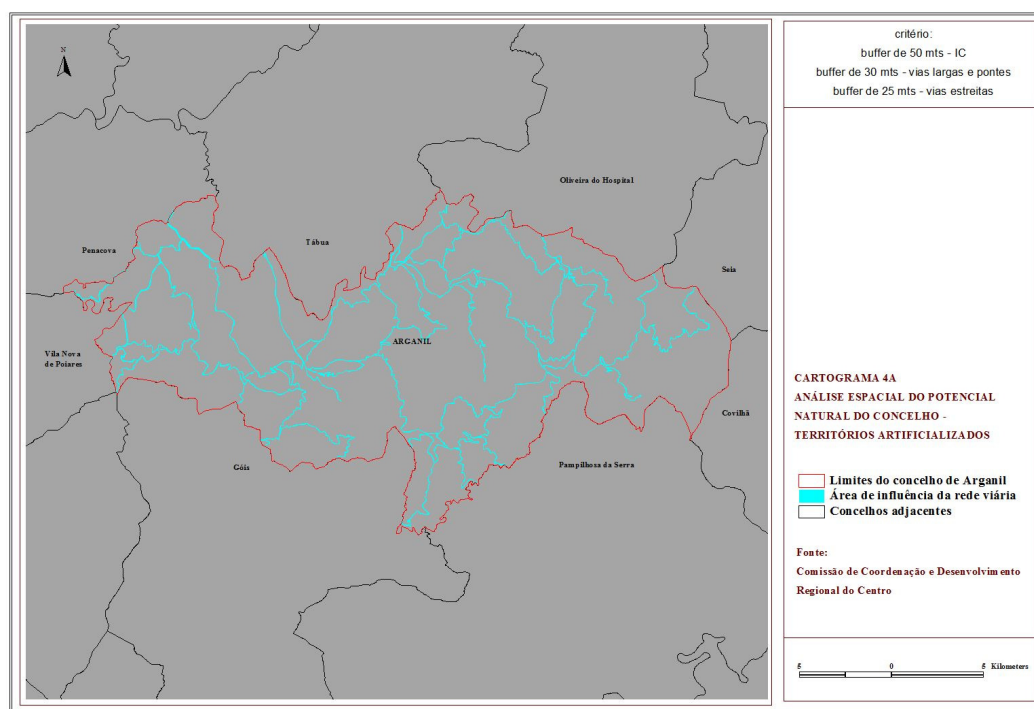 N
Oliveira do Hospital
Penacova
Tábua
Seia
Vila Nova
de Poiares
ARGANIL
Covilhã
Góis
Pampilhosa da Serra
critério:
buffer de 50 mts - IC
buffer de 30 mts - vias largas e pontes
buffer de 25 mts - vias estreitas
CARTOGRAMA 4A
ANÁLISE ESPACIAL DO POTENCIAL
NATURAL DO CONCELHO -
TERRITÓRIOS ARTIFICIALIZADOS
Limites do concelho de Arganil
Área de influência da rede viária
Concelhos adjacentes
Fonte:
Comissão de Coordenação e Desenvolvimento
Regional do Centro
5 0 5 Kilometers